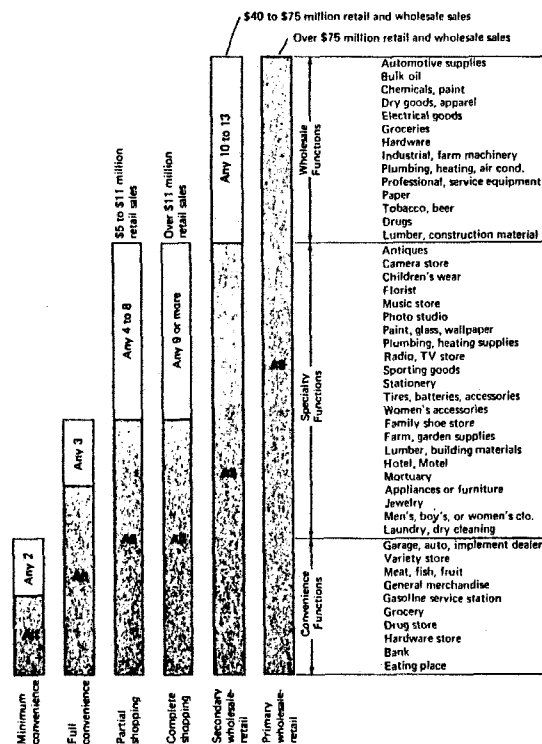 $40 to $75 million retail and wholesale sales
Over $75 million retail and wholesale sales
$5 to $11 million
retail sales
Over $11 million
retail sales
Any 2
All
Any 3
All
Any 4 to 8
All
Any 9 or more
All
Any 10 to 13
All
All
Wholesale
Functions
Specialty
Functions
Convenience
Functions
Automotive supplies
Bulk oil
Chemicals, paint
Dry goods, apparel
Electrical goods
Groceries
Hardware
Industrial, farm machinery
Plumbing, heating, air cond.
Professional, service equipment
Paper
Tobacco, beer
Drugs
Lumber, construction material
Antiques
Camera store
Children's wear
Florist
Music store
Photo studio
Paint, glass, wallpaper
Plumbing, heating supplies
Radio, TV store
Sporting goods
Stationery
Tires, batteries, accessories
Women's accessories
Family shoe store
Farm, garden supplies
Lumber, building materials
Hotel, Motel
Mortuary
Appliances or furniture
Jewelry
Men's, boy's, or women's clo.
Laundry, dry cleaning
Garage, auto, implement dealer
Variety store
Meat, fish, fruit
General merchandise
Gasoline service station
Grocery
Drug store
Hardware store
Bank
Eating place
Minimum
convenience
Full
convenience
Partial
shopping
Complete
shopping
Secondary
wholesale-
retail
Primary
wholesale-
retail